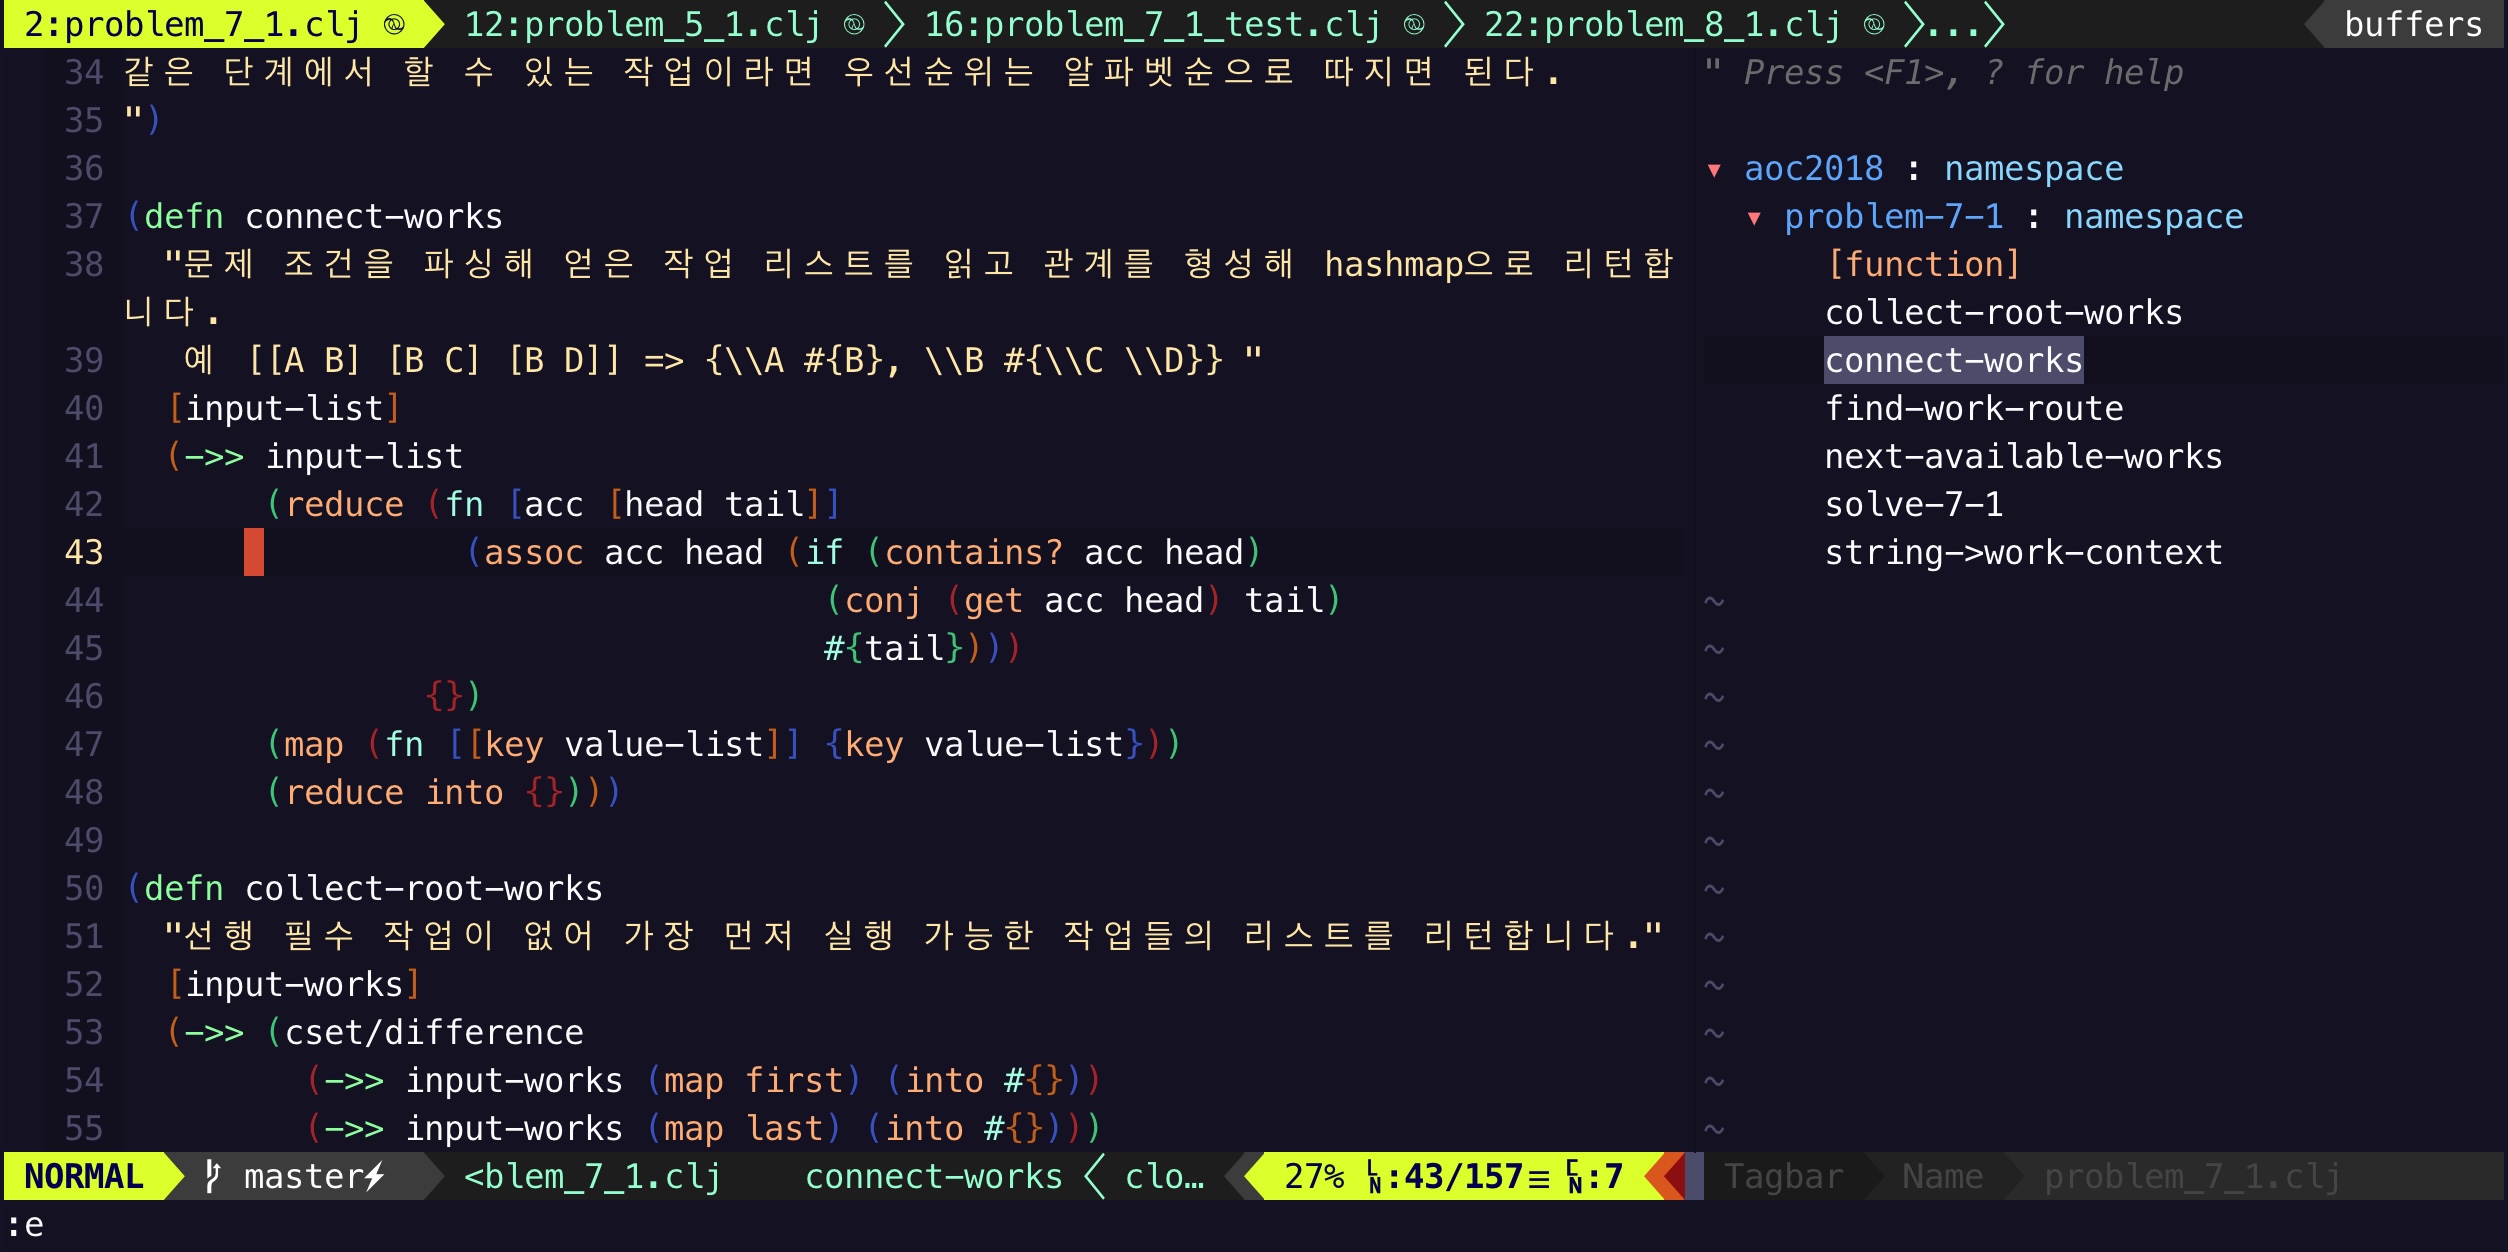 2:problem_7_1.clj 12:problem_5_1.clj 16:problem_7_1_test.clj 22:problem_8_1.clj ... buffers
34 같은 단계에서 할 수 있는 작업이라면 우선순위는 알파벳순으로 따지면 된다.
35 ")
36
37 (defn connect-works
38   "문제 조건을 파싱해 얻은 작업 리스트를 읽고 관계를 형성해 hashmap으로 리턴합
니다.
39    예 [[A B] [B C] [B D]] => {\\A #{B}, \\B #{\\C \\D}} "
40   [input-list]
41   (->> input-list
42        (reduce (fn [acc [head tail]]
43                  (assoc acc head (if (contains? acc head)
44                                    (conj (get acc head) tail)
45                                    #{tail})))
46                {})
47        (map (fn [[key value-list]] {key value-list}))
48        (reduce into {})))
49
50 (defn collect-root-works
51   "선행 필수 작업이 없어 가장 먼저 실행 가능한 작업들의 리스트를 리턴합니다."
52   [input-works]
53   (->> (cset/difference
54          (->> input-works (map first) (into #{}))
55          (->> input-works (map last) (into #{})))
" Press <F1>, ? for help
▾ aoc2018 : namespace
▾ problem-7-1 : namespace
[function]
collect-root-works
connect-works
find-work-route
next-available-works
solve-7-1
string->work-context
~
~
~
~
~
~
~
~
~
~
~
~
NORMAL master⚡ <blem_7_1.clj connect-works clo… 27% LN:43/157≡ CN:7 Tagbar Name problem_7_1.clj
:e